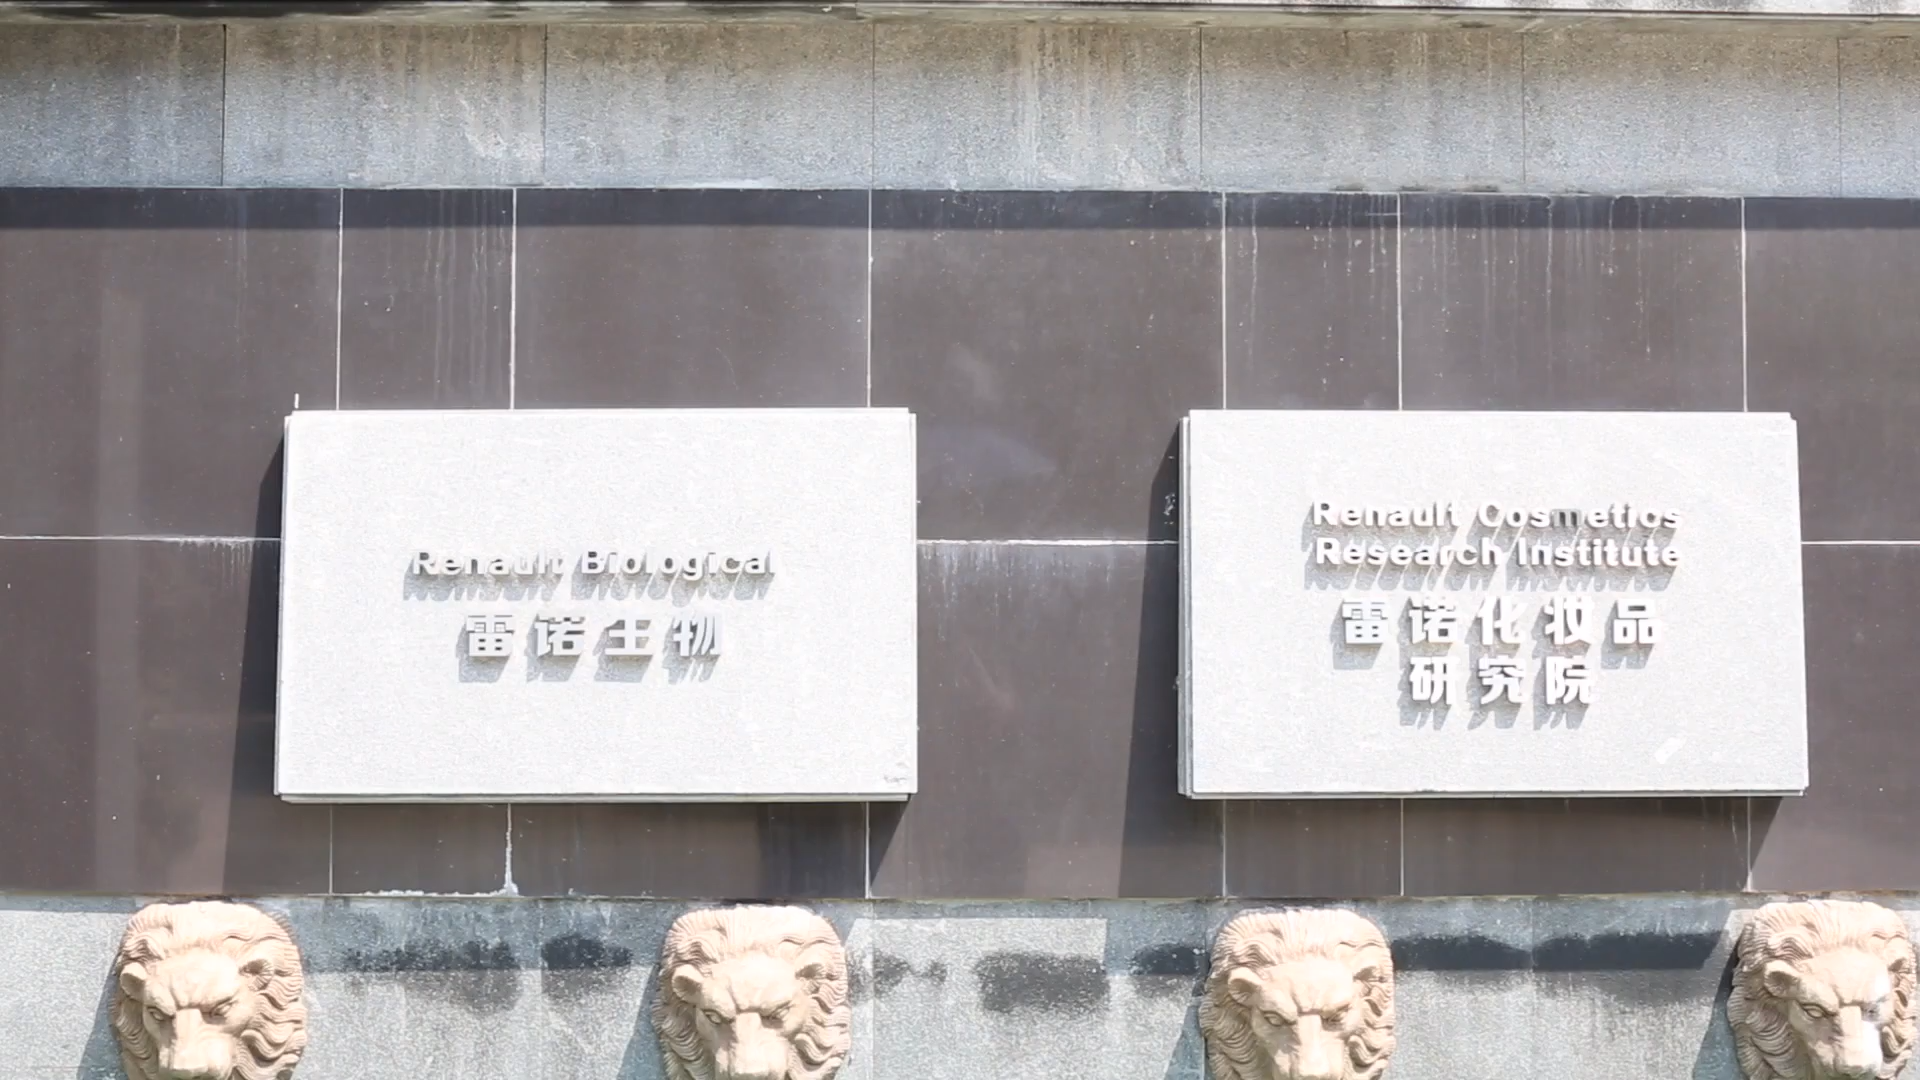 Renault Biological
雷诺生物
Renault Cosmetics
Research Institute
雷诺化妆品
研究院